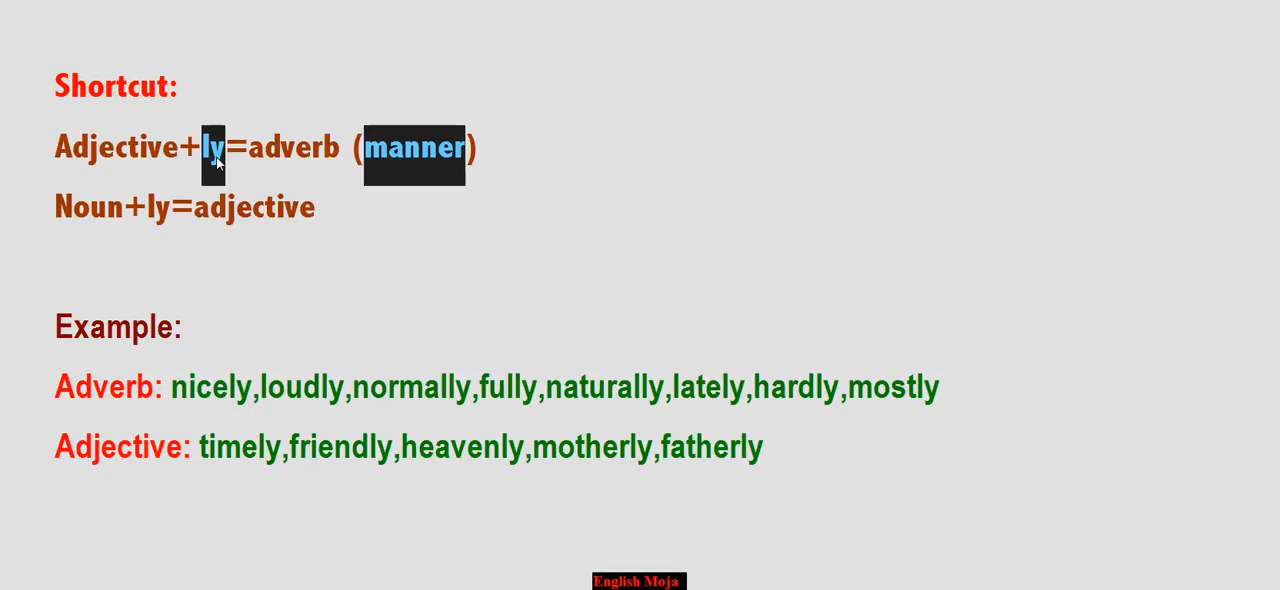 Shortcut:
Adjective+ly=adverb (manner)
Noun+ly=adjective
Example:
Adverb: nicely,loudly,normally,fully,naturally,lately,hardly,mostly
Adjective: timely,friendly,heavenly,motherly,fatherly
English Moja